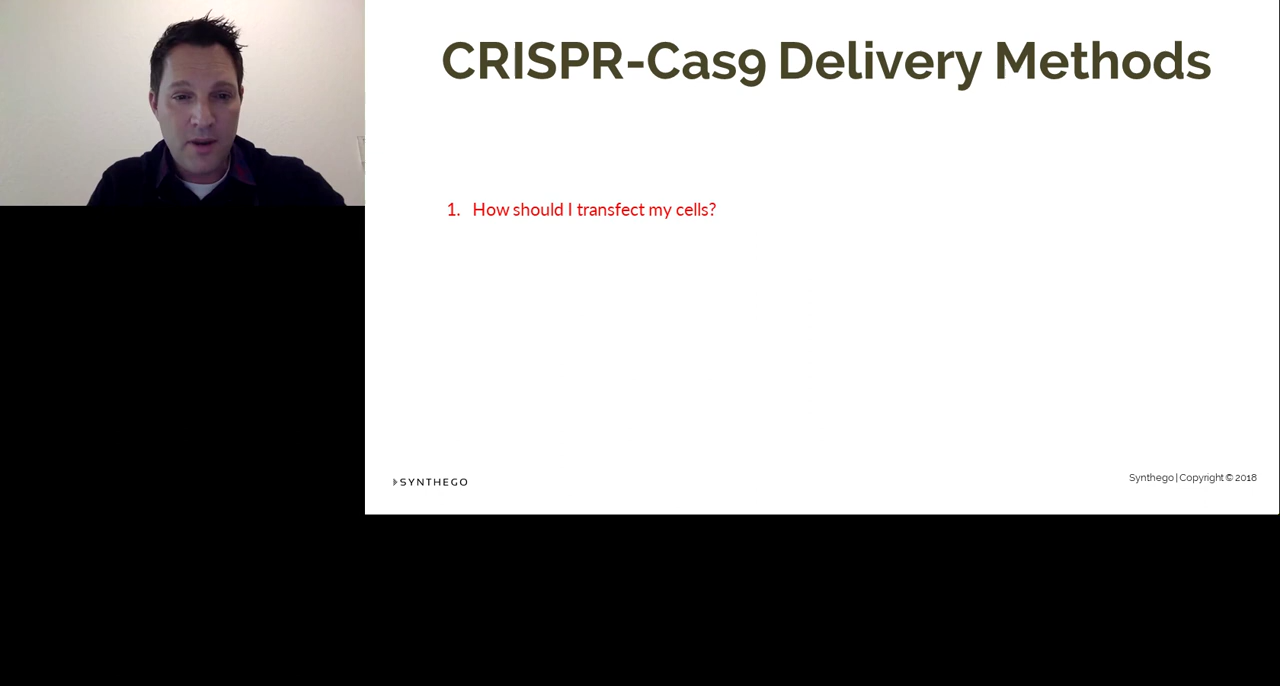 CRISPR-Cas9 Delivery Methods
1. How should I transfect my cells?
SYNTHEGO
Synthego | Copyright © 2018